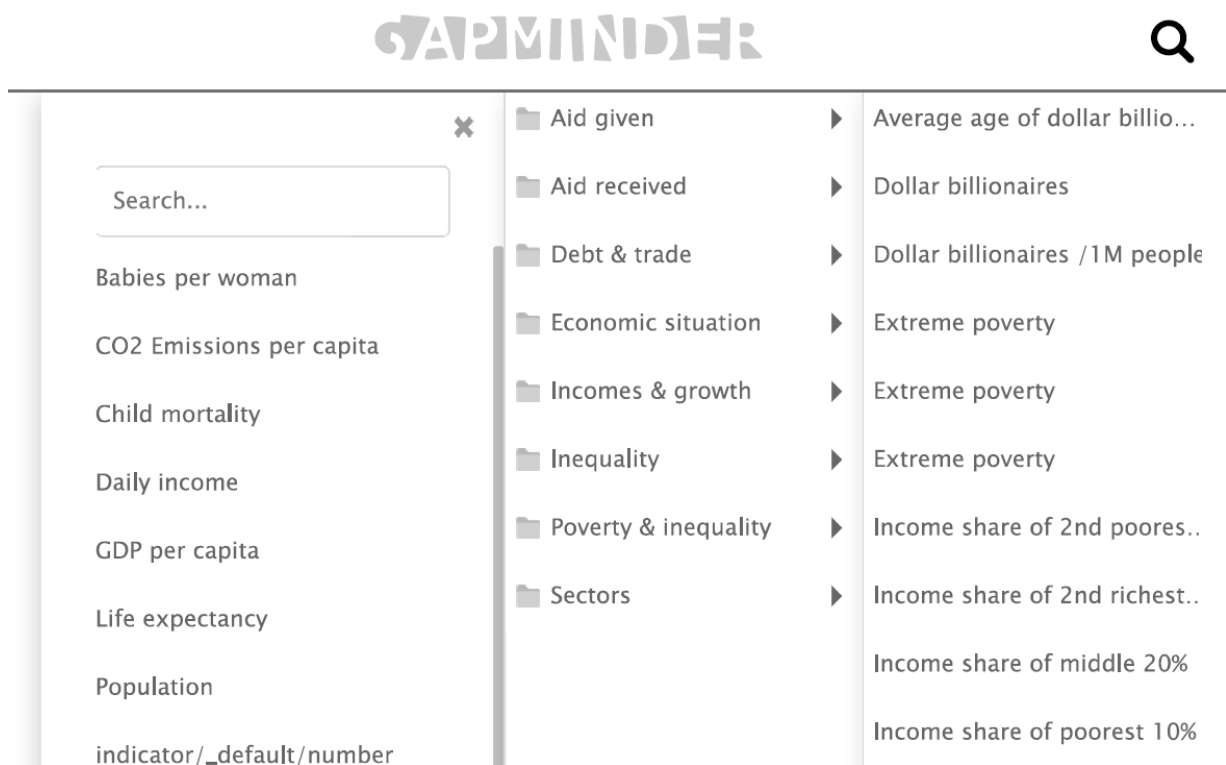 GAPMINDER
Search...
Babies per woman
CO2 Emissions per capita
Child mortality
Daily income
GDP per capita
Life expectancy
Population
indicator/_default/number
Aid given
Aid received
Debt & trade
Economic situation
Incomes & growth
Inequality
Poverty & inequality
Sectors
Average age of dollar billio...
Dollar billionaires
Dollar billionaires /1M people
Extreme poverty
Extreme poverty
Extreme poverty
Income share of 2nd poores..
Income share of 2nd richest..
Income share of middle 20%
Income share of poorest 10%